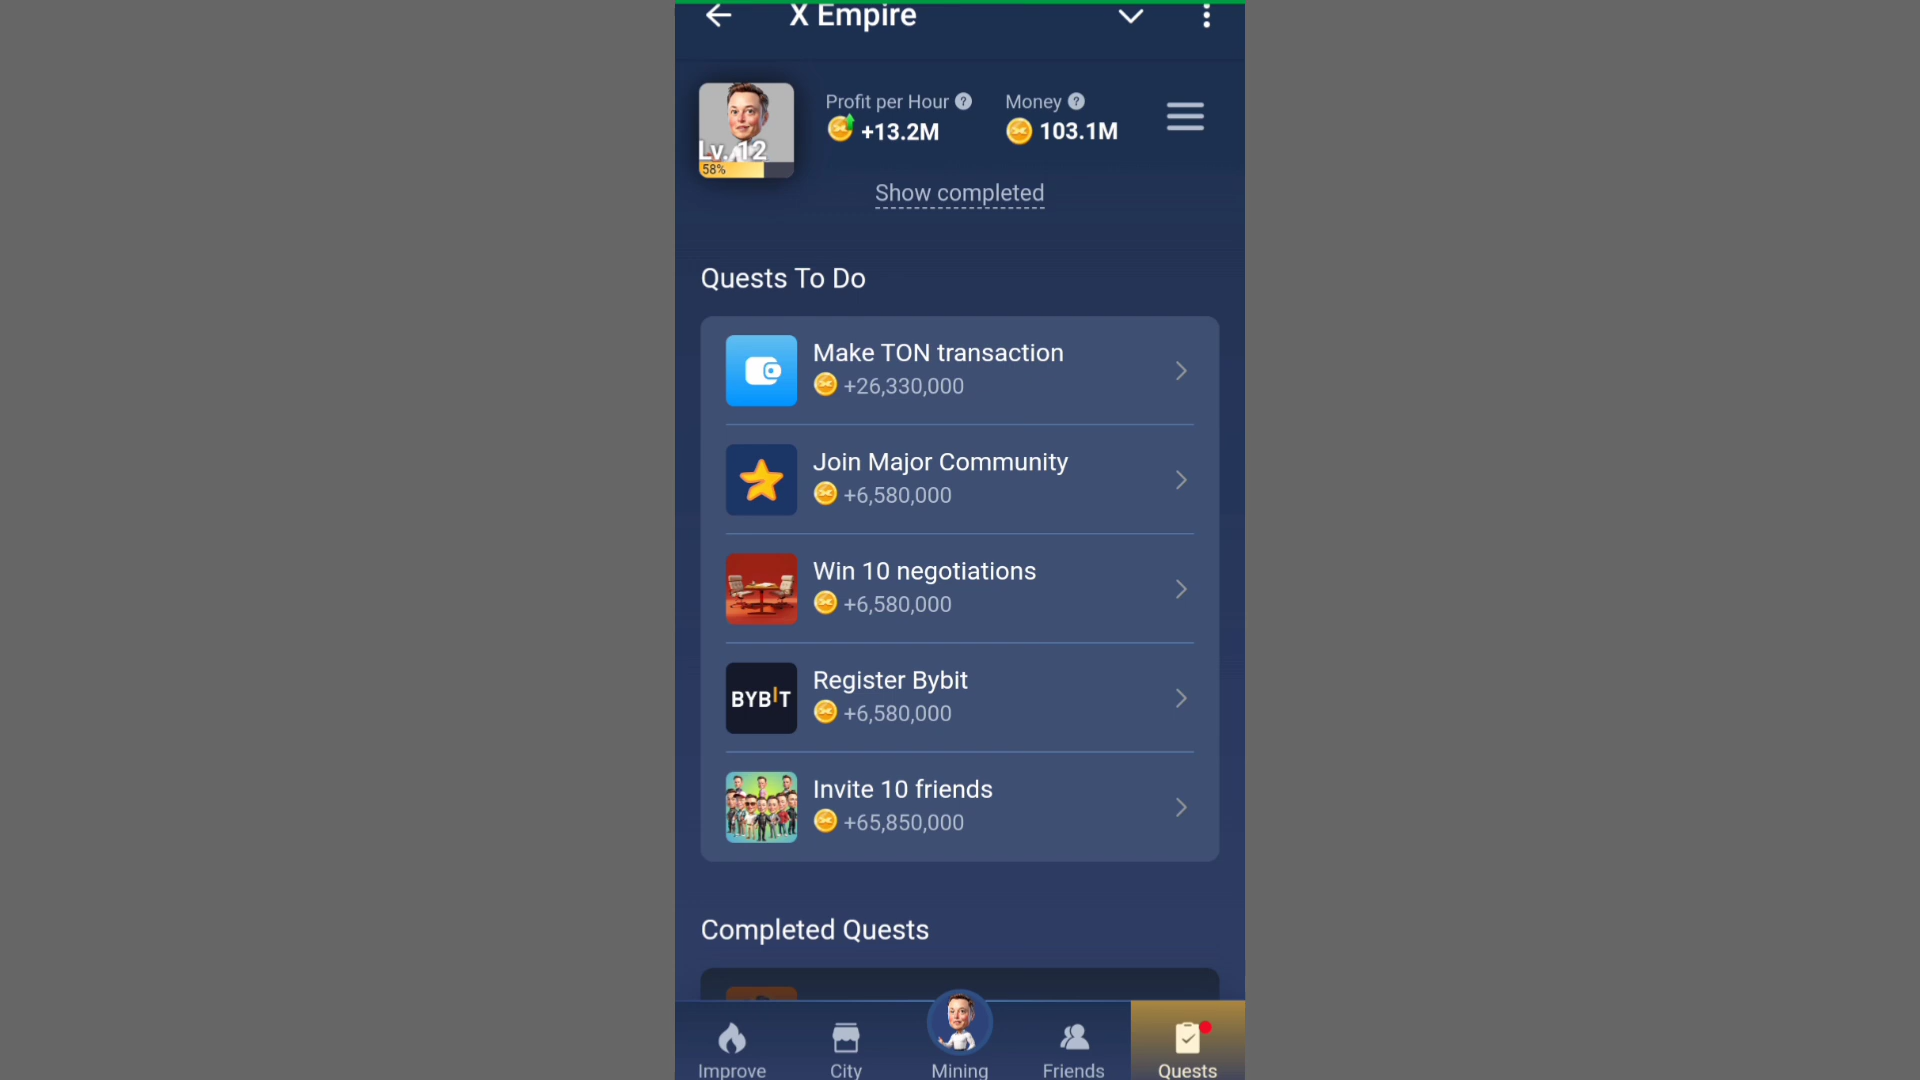 X Empire
Profit per Hour ?
Money ?
+13.2M
103.1M
Lv. 12
58%
Show completed
Quests To Do
Make TON transaction
+26,330,000
Join Major Community
+6,580,000
Win 10 negotiations
+6,580,000
BYBIT
Register Bybit
+6,580,000
Invite 10 friends
+65,850,000
Completed Quests
Improve
City
Mining
Friends
Quests